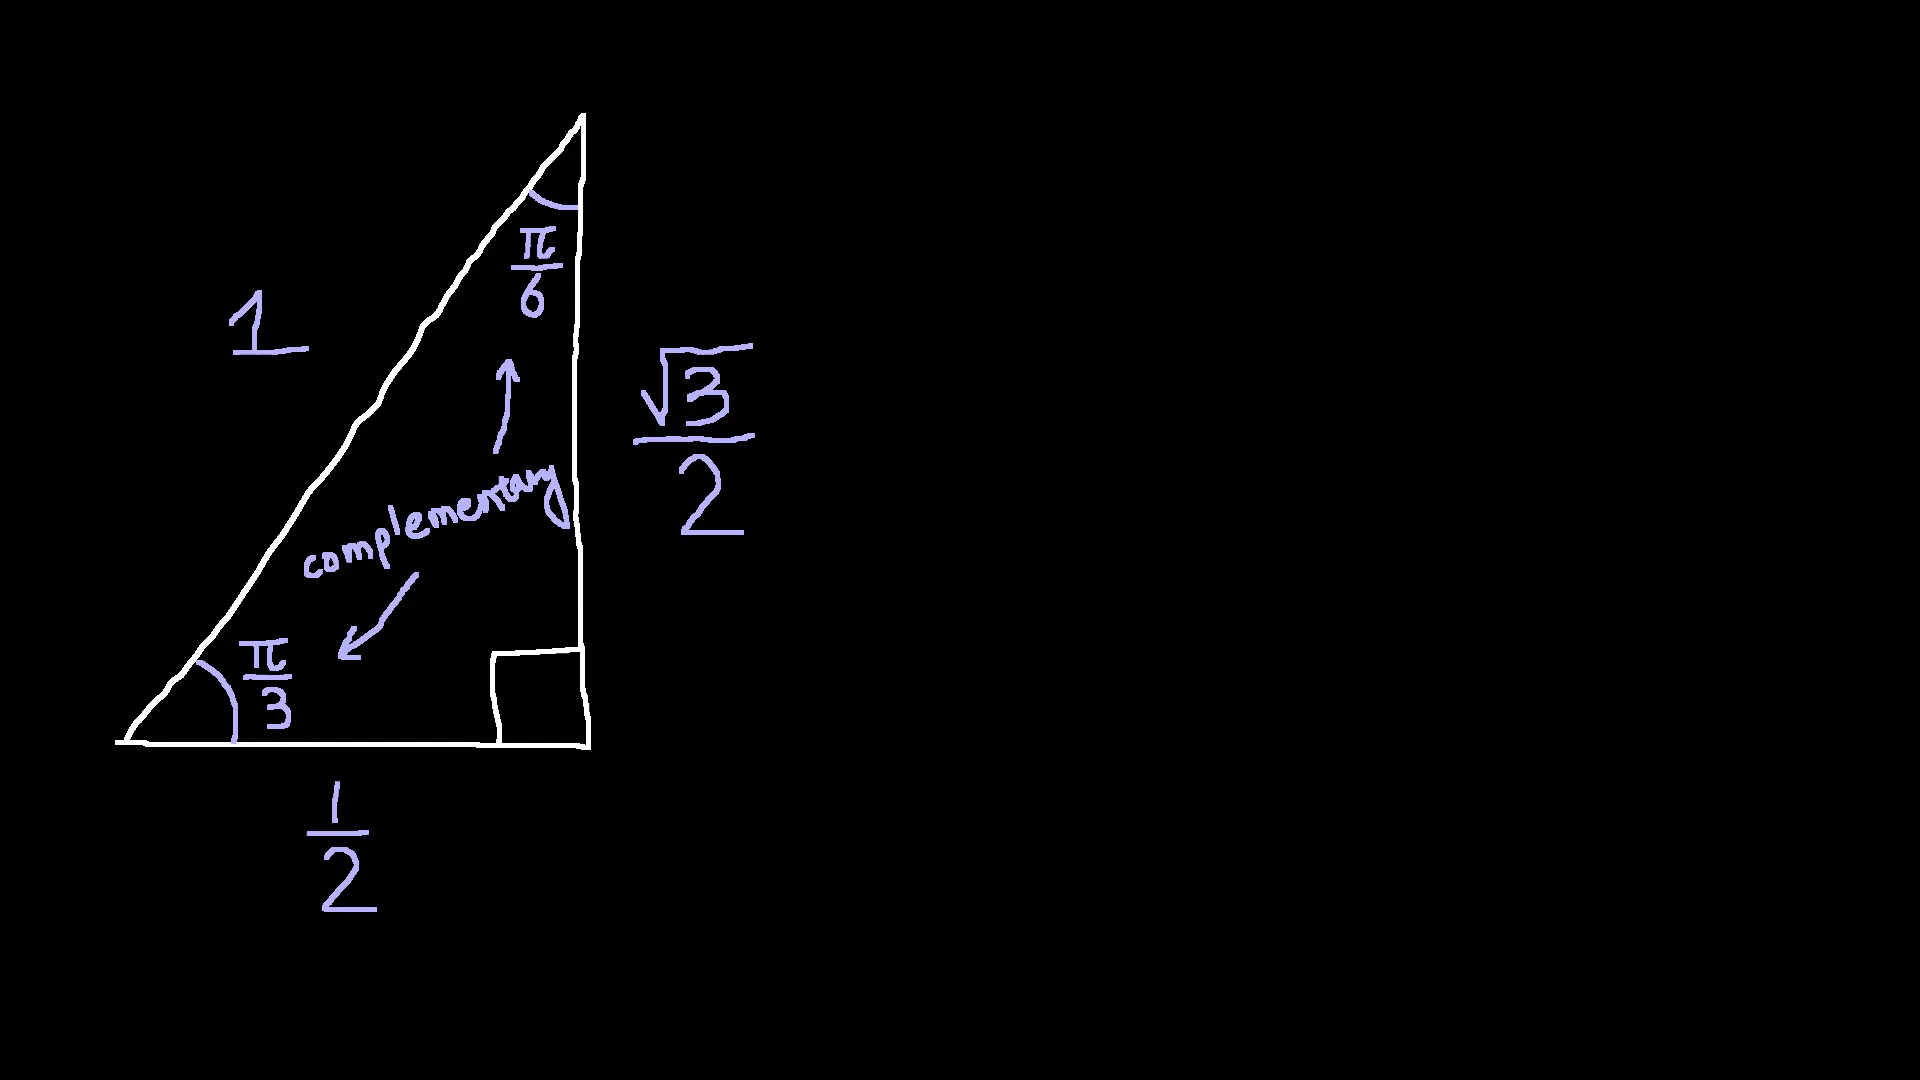 π/6
1
√3/2
complementary
π/3
1/2